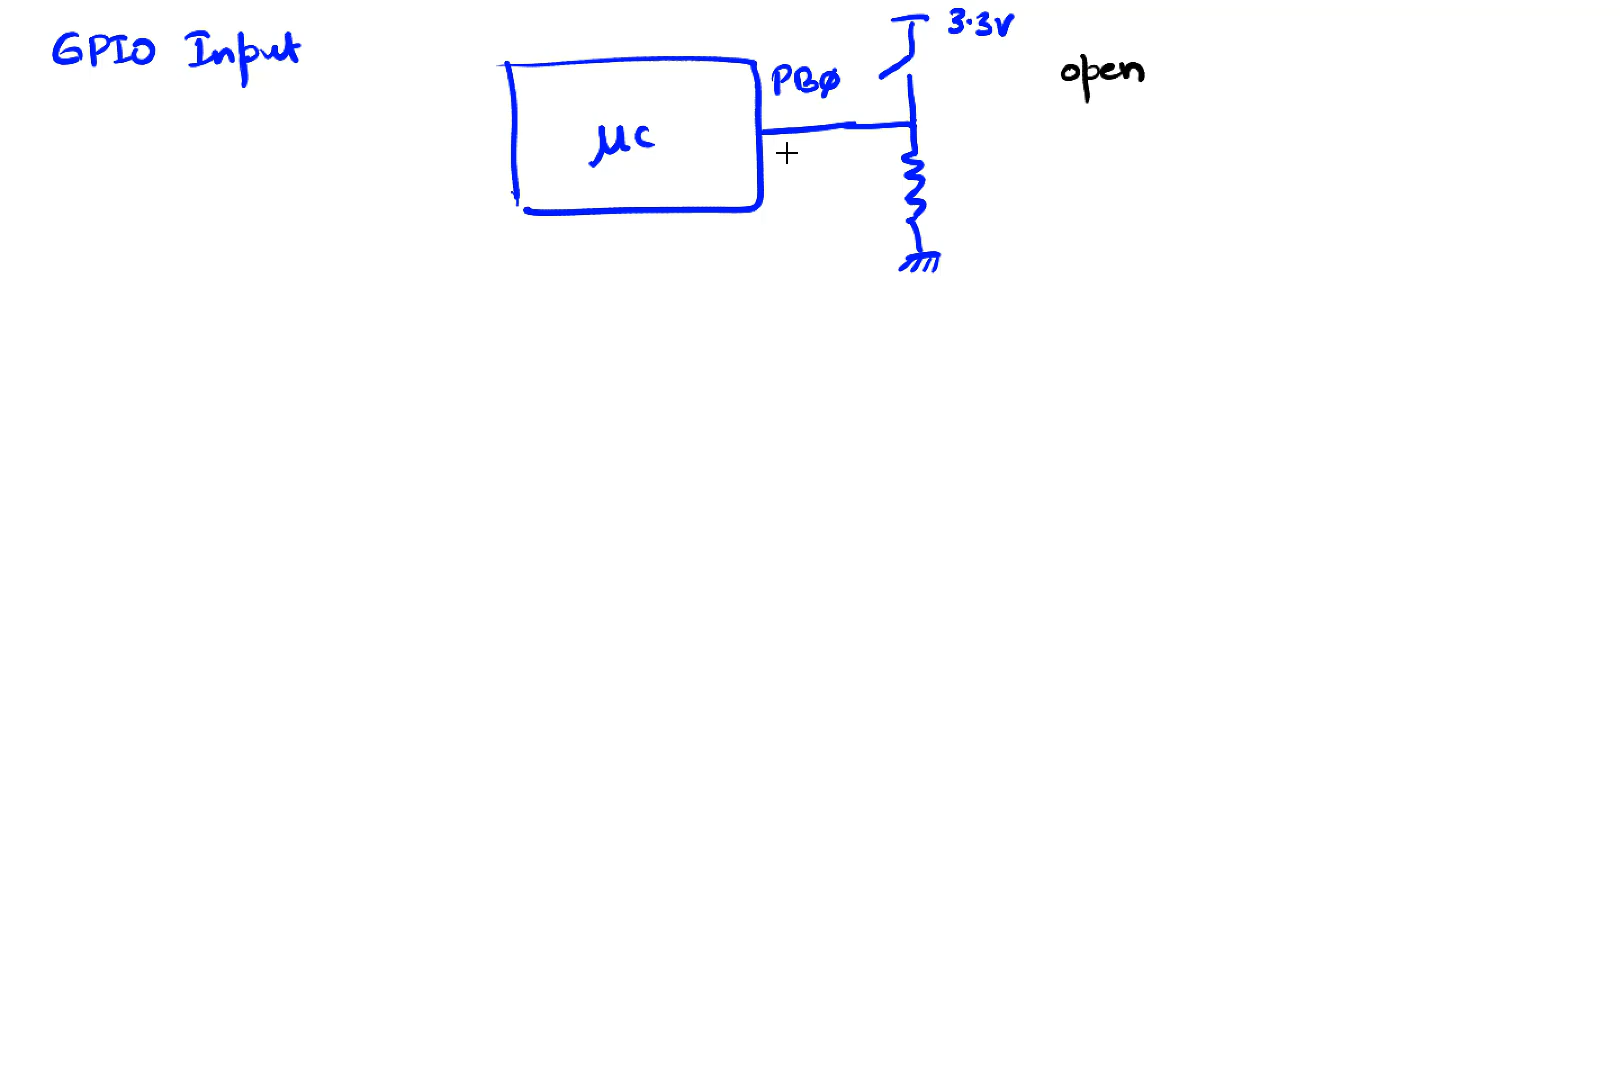 GPIO Input
3.3V
PBØ
open
μC